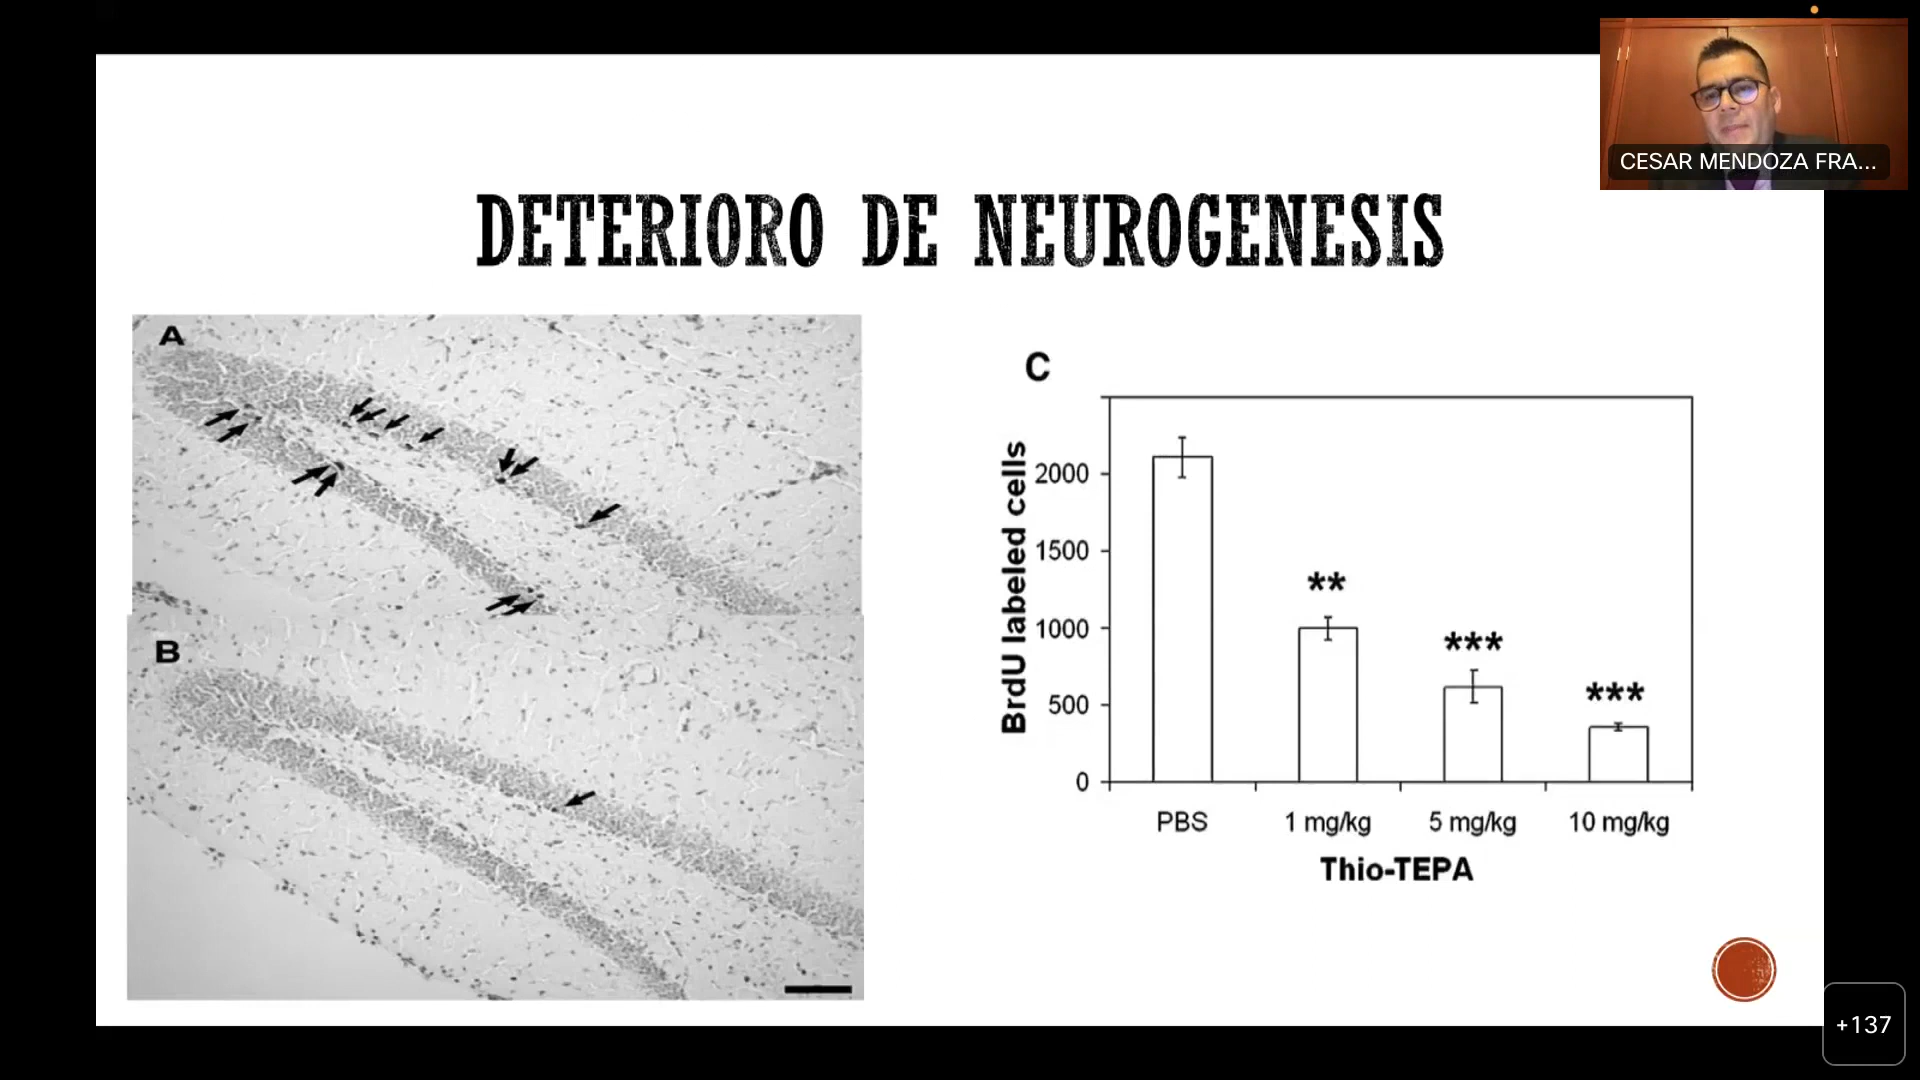 CESAR MENDOZA FRA...
DETERIORO DE NEUROGENESIS
A
B
C
BrdU labeled cells
2000
1500
1000
500
0
**
***
***
PBS
1 mg/kg
5 mg/kg
10 mg/kg
Thio-TEPA
+137